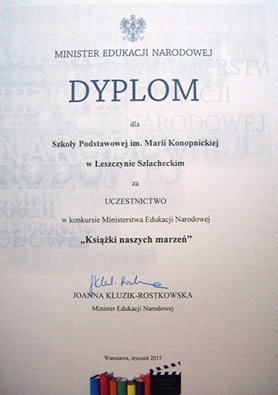 MINISTER EDUKACJI NARODOWEJ
DYPLOM
dla
Szkoły Podstawowej im. Marii Konopnickiej
w Leszczynie Szlacheckim
za
UCZESTNICTWO
w konkursie Ministerstwa Edukacji Narodowej
„Książki naszych marzeń”
JOANNA KLUZIK-ROSTKOWSKA
Minister Edukacji Narodowej
Warszawa, styczeń 2015